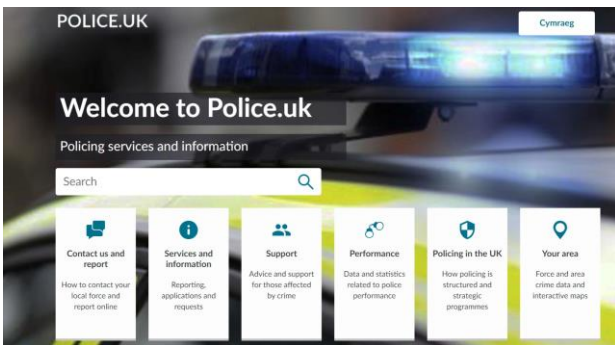 POLICE.UK
Cymraeg
Welcome to Police.uk
Policing services and information
Search
Contact us and
report
How to contact your
local force and
report online
Services and
information
Reporting,
applications and
requests
Support
Advice and support
for those affected
by crime
Performance
Data and statistics
related to police
performance
Policing in the UK
How policing is
structured and
strategic
programmes
Your area
Force and area
crime data and
interactive maps